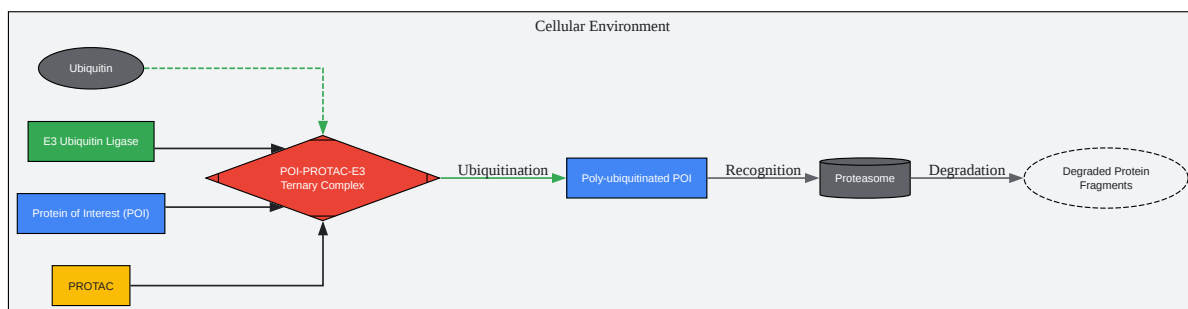 Cellular Environment
Ubiquitin
E3 Ubiquitin Ligase
Protein of Interest (POI)
PROTAC
POI-PROTAC-E3
Ternary Complex
Ubiquitination
Poly-ubiquitinated POI
Recognition
Proteasome
Degradation
Degraded Protein
Fragments